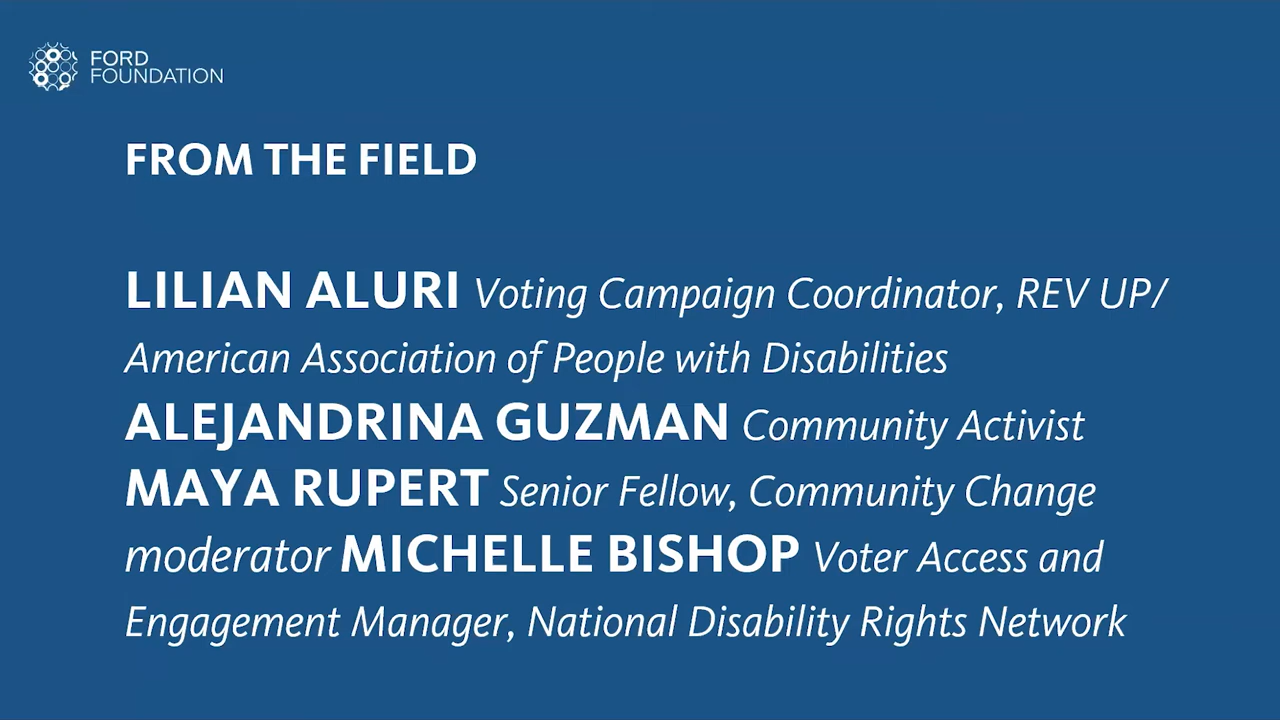 FORD
FOUNDATION
FROM THE FIELD
LILIAN ALURI Voting Campaign Coordinator, REV UP/
American Association of People with Disabilities
ALEJANDRINA GUZMAN Community Activist
MAYA RUPERT Senior Fellow, Community Change
moderator MICHELLE BISHOP Voter Access and
Engagement Manager, National Disability Rights Network